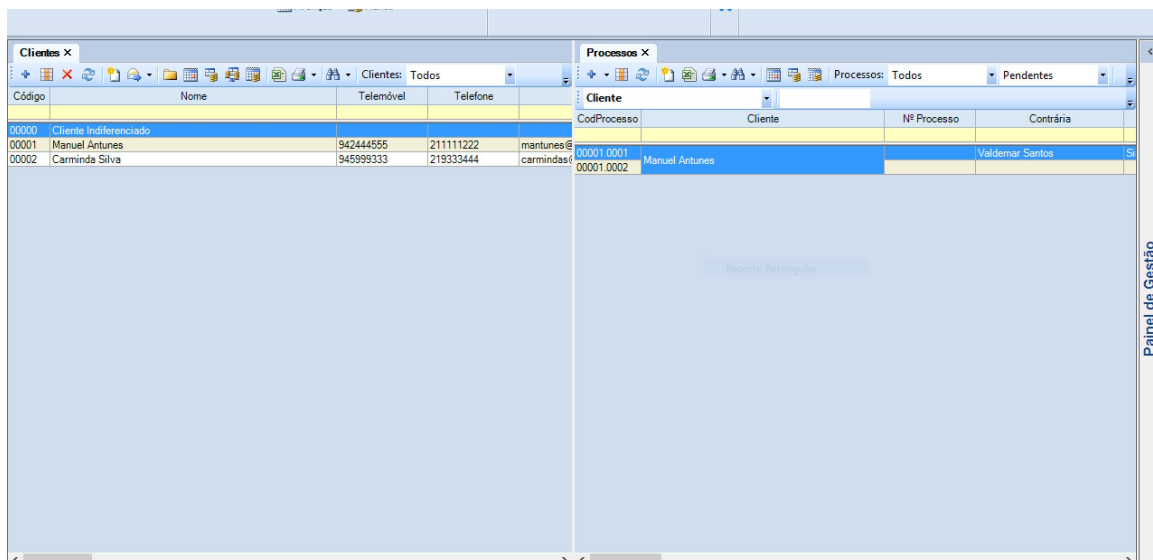 Clientes X
Clientes: Todos
Código Nome Telemóvel Telefone
00000 Cliente Indiferenciado
00001 Manuel Antunes 942444555 211111222 mantunes@
00002 Carminda Silva 945999333 219333444 carmindas@
Processos X
Processos: Todos Pendentes
Cliente
CodProcesso Cliente Nº Processo Contrária
00001.0001 Manuel Antunes Valdemar Santos Si
00001.0002
Recorte Retangular
Painel de Gestão